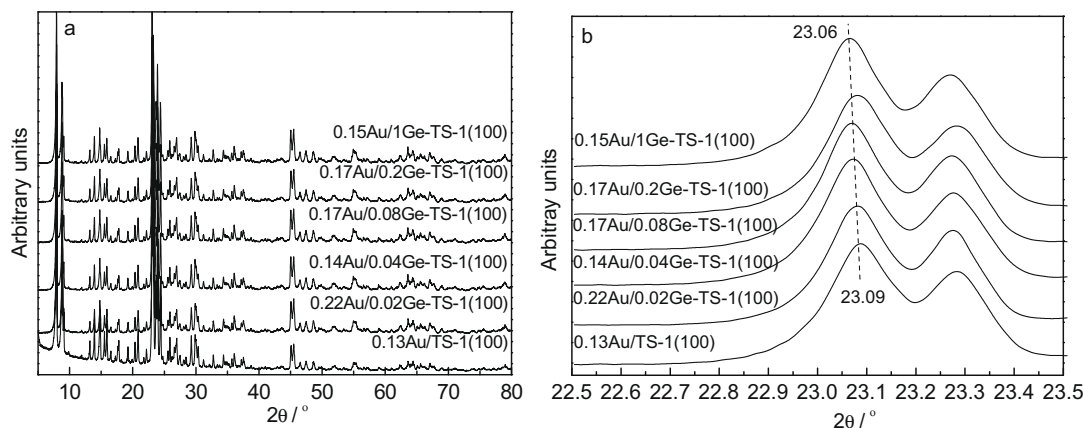 a
Arbitrary units
0.15Au/1Ge-TS-1(100)
0.17Au/0.2Ge-TS-1(100)
0.17Au/0.08Ge-TS-1(100)
0.14Au/0.04Ge-TS-1(100)
0.22Au/0.02Ge-TS-1(100)
0.13Au/TS-1(100)
10 20 30 40 50 60 70 80
2θ / °
b
Arbitray units
23.06
0.15Au/1Ge-TS-1(100)
0.17Au/0.2Ge-TS-1(100)
0.17Au/0.08Ge-TS-1(100)
0.14Au/0.04Ge-TS-1(100)
0.22Au/0.02Ge-TS-1(100)
23.09
0.13Au/TS-1(100)
22.5 22.6 22.7 22.8 22.9 23.0 23.1 23.2 23.3 23.4 23.5
2θ / °